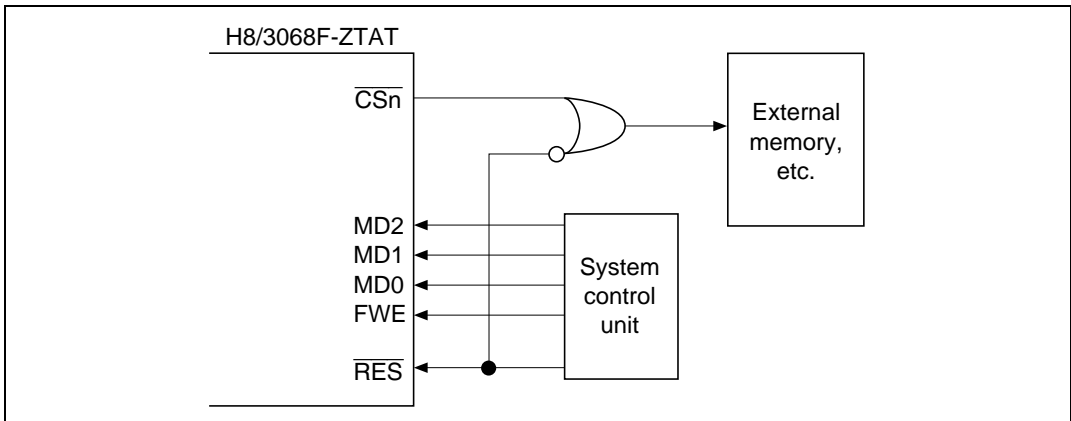 H8/3068F-ZTAT
CSn
External
memory,
etc.
MD2
MD1
MD0
FWE
RES
System
control
unit